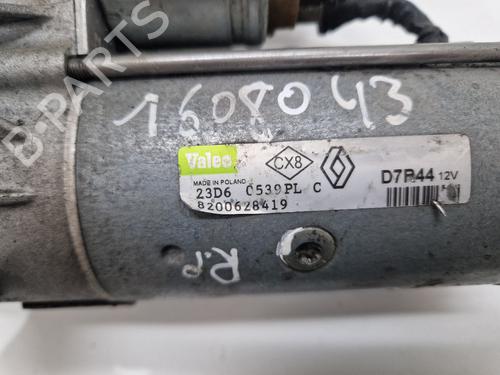 B-PARTS
1608043
Valeo CX8 D7R44 12V
MADE IN POLAND
23D6 0539PL C
8200628419
R.P